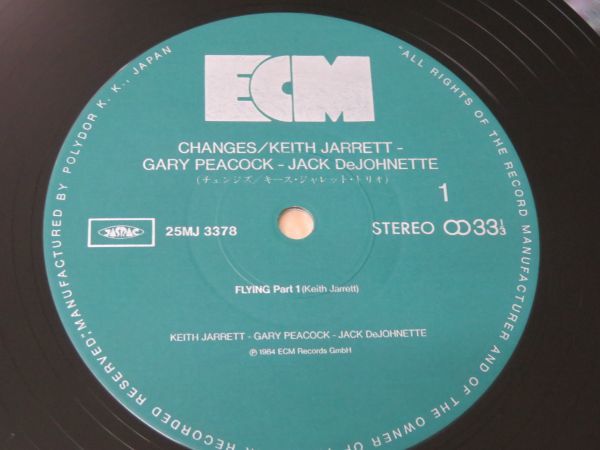 ECM
CHANGES/KEITH JARRETT -
GARY PEACOCK - JACK DeJOHNETTE
(チェンジズ/キース・ジャレット・トリオ)
1
JASRAC
25MJ 3378
STEREO
33 1/3
FLYING Part 1 (Keith Jarrett)
KEITH JARRETT - GARY PEACOCK - JACK DeJOHNETTE
Ⓟ 1984 ECM Records GmbH
"ALL RIGHTS OF THE RECORD MANUFACTURER AND OF THE OWNER OF
RECORDED RESERVED", MANUFACTURED BY POLYDOR K. K., JAPAN